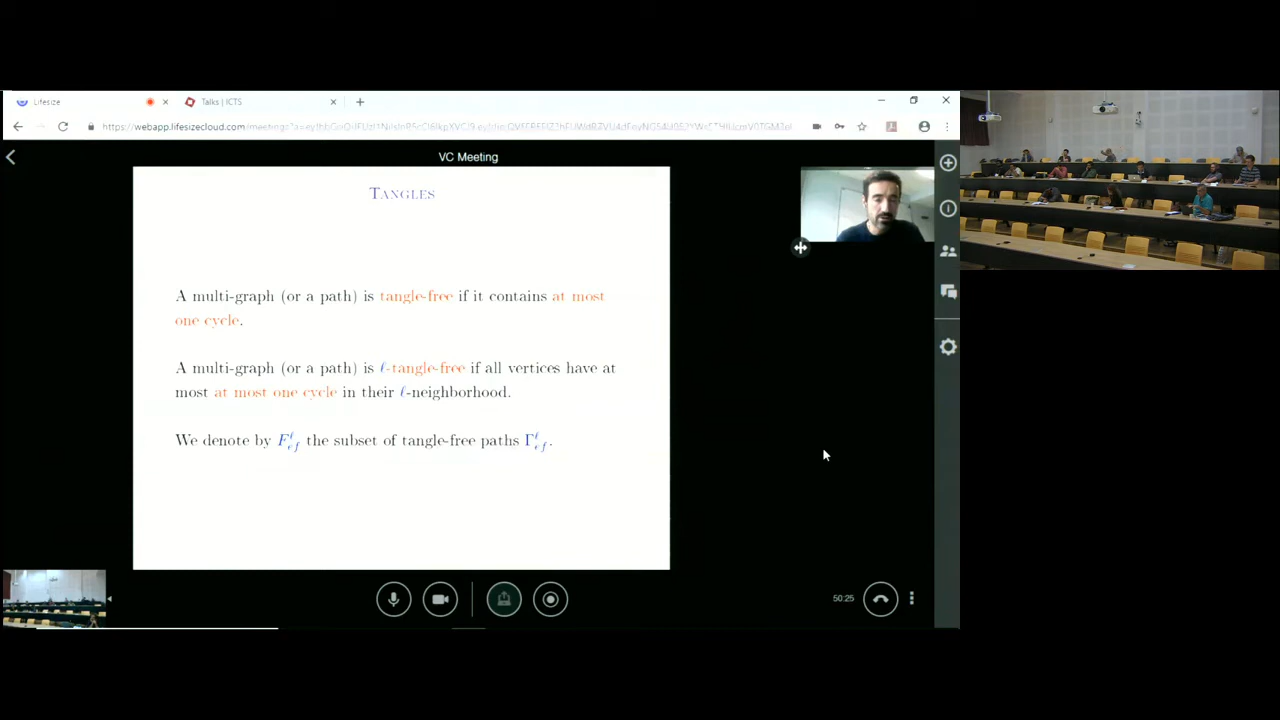 Lifesize
Talks | ICTS
VC Meeting
TANGLES
A multi-graph (or a path) is tangle-free if it contains at most
one cycle.
A multi-graph (or a path) is ℓ-tangle-free if all vertices have at
most at most one cycle in their ℓ-neighborhood.
We denote by F^ℓ_{ef} the subset of tangle-free paths Γ^ℓ_{ef}.
50:25